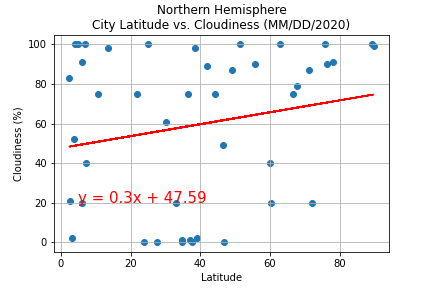 Northern Hemisphere
City Latitude vs. Cloudiness (MM/DD/2020)
Cloudiness (%)
100
80
60
40
20
0
y = 0.3x + 47.59
0 20 40 60 80
Latitude